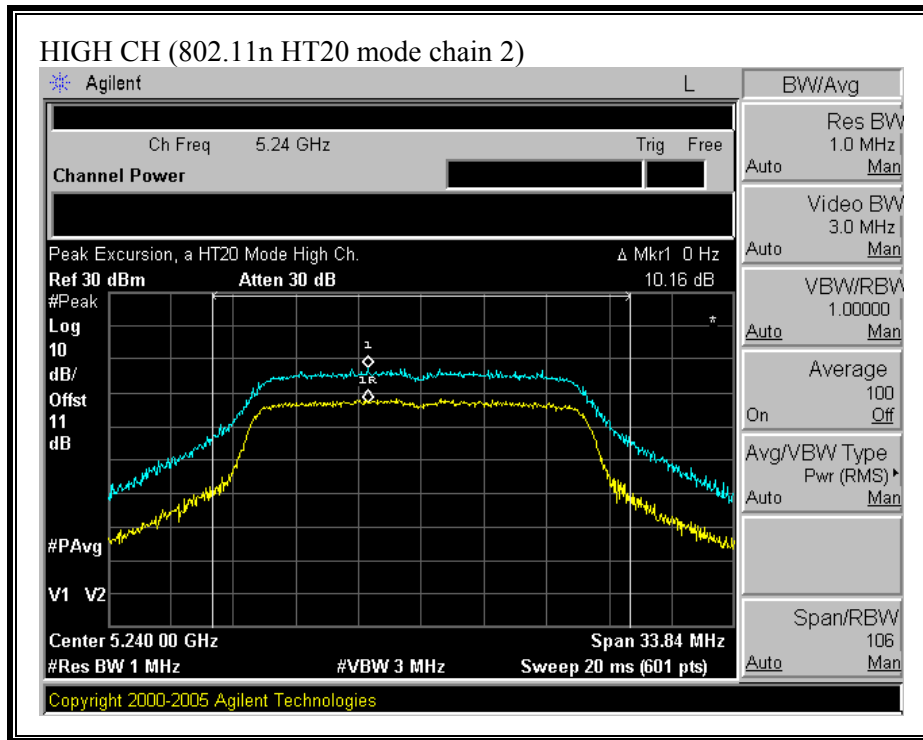 HIGH CH (802.11n HT20 mode chain 2)
Agilent L
BW/Avg
Ch Freq 5.24 GHz Trig Free
Channel Power
Res BW
1.0 MHz
Auto Man
Video BW
3.0 MHz
Auto Man
Peak Excursion, a HT20 Mode High Ch.
Δ Mkr1 0 Hz
Ref 30 dBm Atten 30 dB 10.16 dB
VBW/RBW
1.00000
Auto Man
#Peak
Log
10
dB/
Offst
11
dB
*
1
1R
Average
100
On Off
Avg/VBW Type
Pwr (RMS)
Auto Man
#PAvg
V1 V2
Center 5.240 00 GHz Span 33.84 MHz
#Res BW 1 MHz #VBW 3 MHz Sweep 20 ms (601 pts)
Span/RBW
106
Auto Man
Copyright 2000-2005 Agilent Technologies